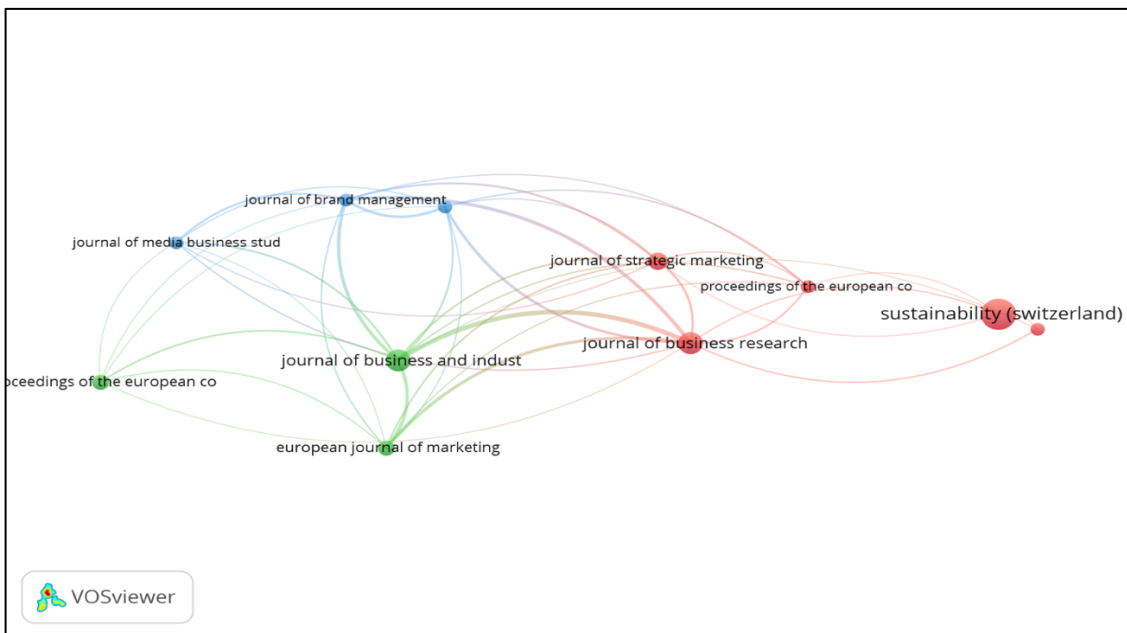 journal of brand management
journal of media business stud
journal of strategic marketing
proceedings of the european co
sustainability (switzerland)
journal of business research
journal of business and indust
oceedings of the european co
european journal of marketing
VOSviewer